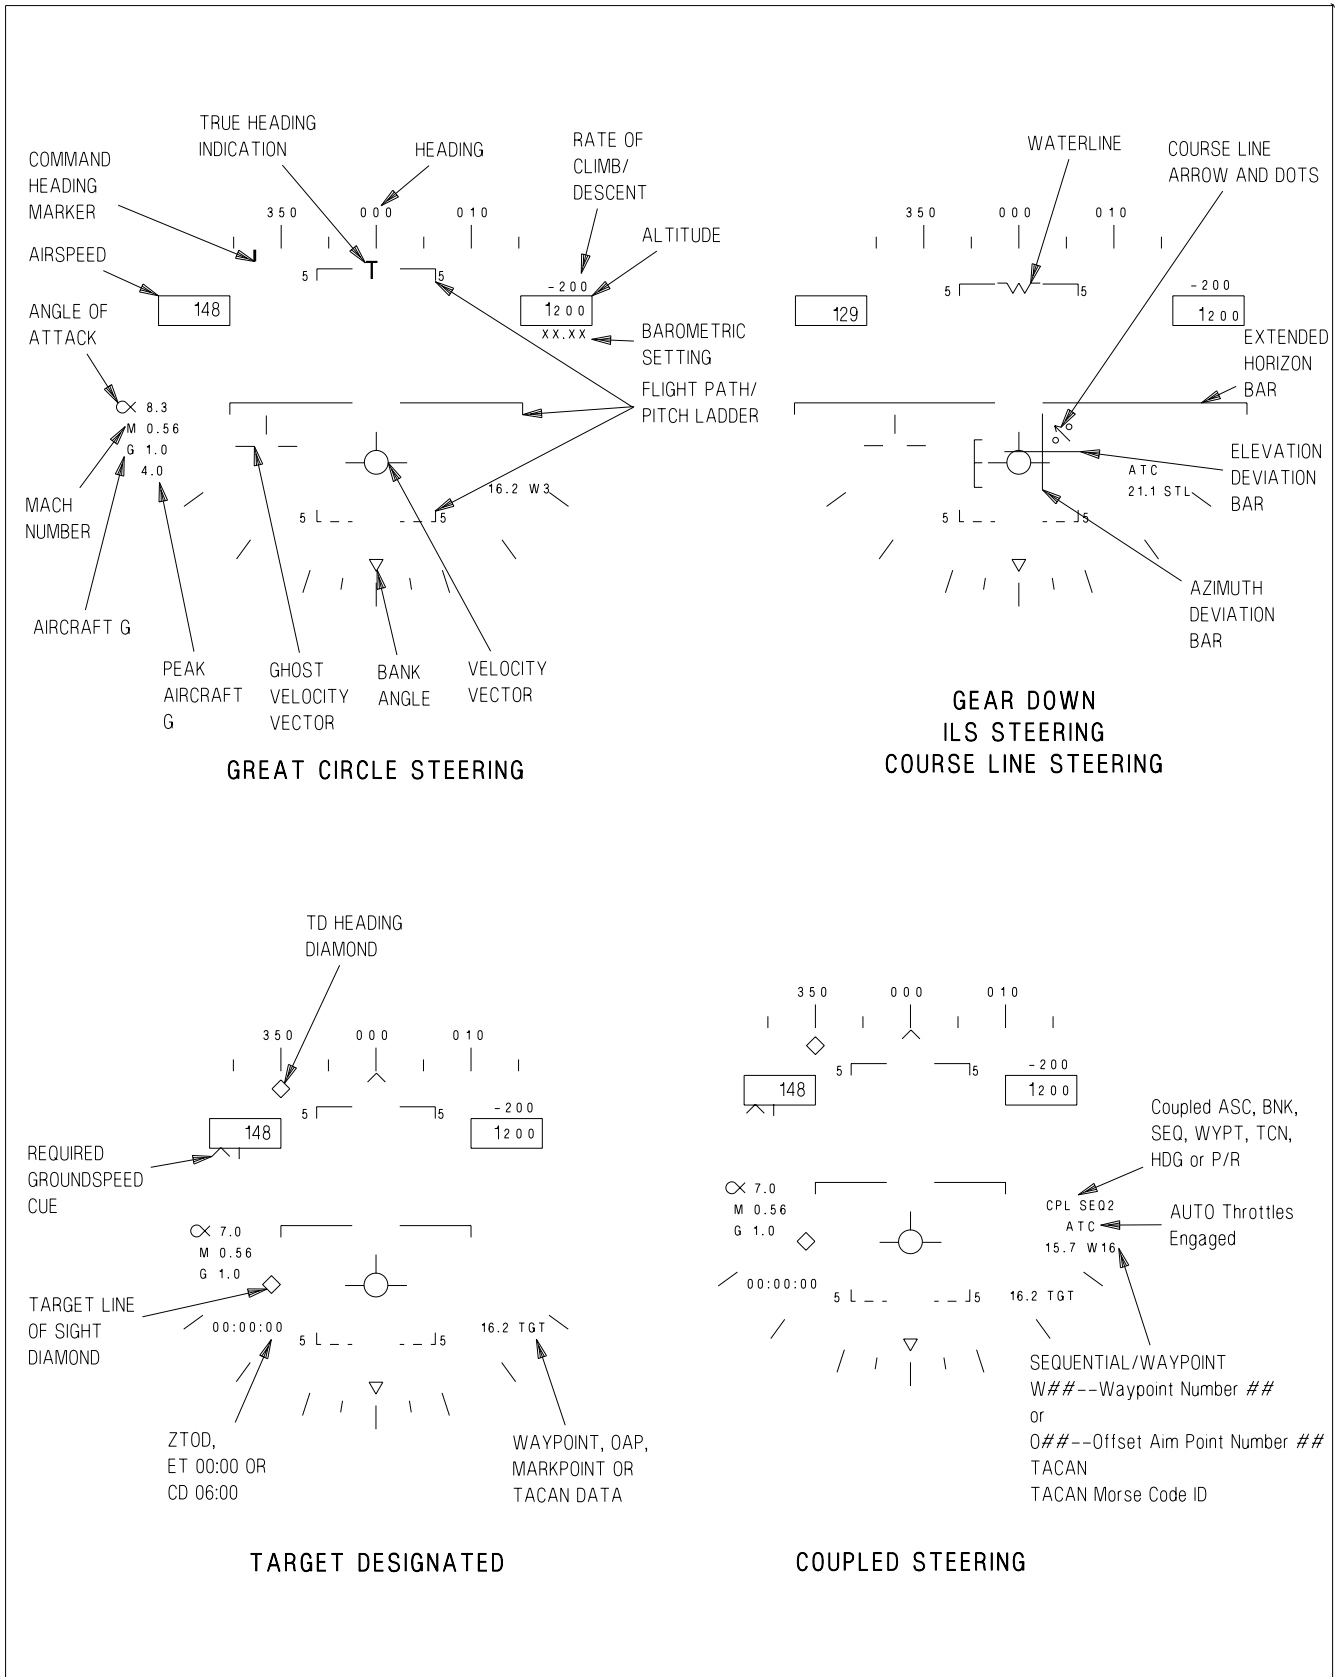 TRUE HEADING
INDICATION
HEADING
RATE OF
CLIMB/
DESCENT
COMMAND
HEADING
MARKER
350 000 010
ALTITUDE
AIRSPEED
T
5 5
-200
148
1200
XX.XX
ANGLE OF
ATTACK
BAROMETRIC
SETTING
FLIGHT PATH/
PITCH LADDER
8.3
M 0.56
G 1.0
4.0
16.2 W3
MACH
NUMBER
5 5
AIRCRAFT G
PEAK
AIRCRAFT
G
GHOST
VELOCITY
VECTOR
BANK
ANGLE
VELOCITY
VECTOR
GREAT CIRCLE STEERING
WATERLINE
COURSE LINE
ARROW AND DOTS
350 000 010
5 5
-200
129
1200
EXTENDED
HORIZON
BAR
ELEVATION
DEVIATION
BAR
ATC
21.1 STL
5 5
AZIMUTH
DEVIATION
BAR
GEAR DOWN
ILS STEERING
COURSE LINE STEERING
TD HEADING
DIAMOND
350 000 010
5 5
-200
148
1200
REQUIRED
GROUNDSPEED
CUE
7.0
M 0.56
G 1.0
TARGET LINE
OF SIGHT
DIAMOND
00:00:00
5 5
16.2 TGT
ZTOD,
ET 00:00 OR
CD 06:00
WAYPOINT, OAP,
MARKPOINT OR
TACAN DATA
TARGET DESIGNATED
350 000 010
5 5
-200
148
1200
Coupled ASC, BNK,
SEQ, WYPT, TCN,
HDG or P/R
7.0
M 0.56
G 1.0
CPL SEQ2
ATC
15.7 W16
AUTO Throttles
Engaged
00:00:00
5 5
16.2 TGT
SEQUENTIAL/WAYPOINT
W##--Waypoint Number ##
or
O##--Offset Aim Point Number ##
TACAN
TACAN Morse Code ID
COUPLED STEERING